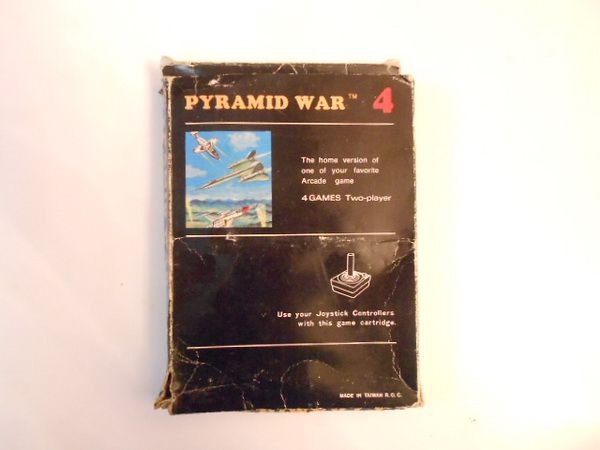 PYRAMID WAR™ 4
The home version of
one of your favorite
Arcade game
4 GAMES Two-player
Use your Joystick Controllers
with this game cartridge.
MADE IN TAIWAN R.O.C.